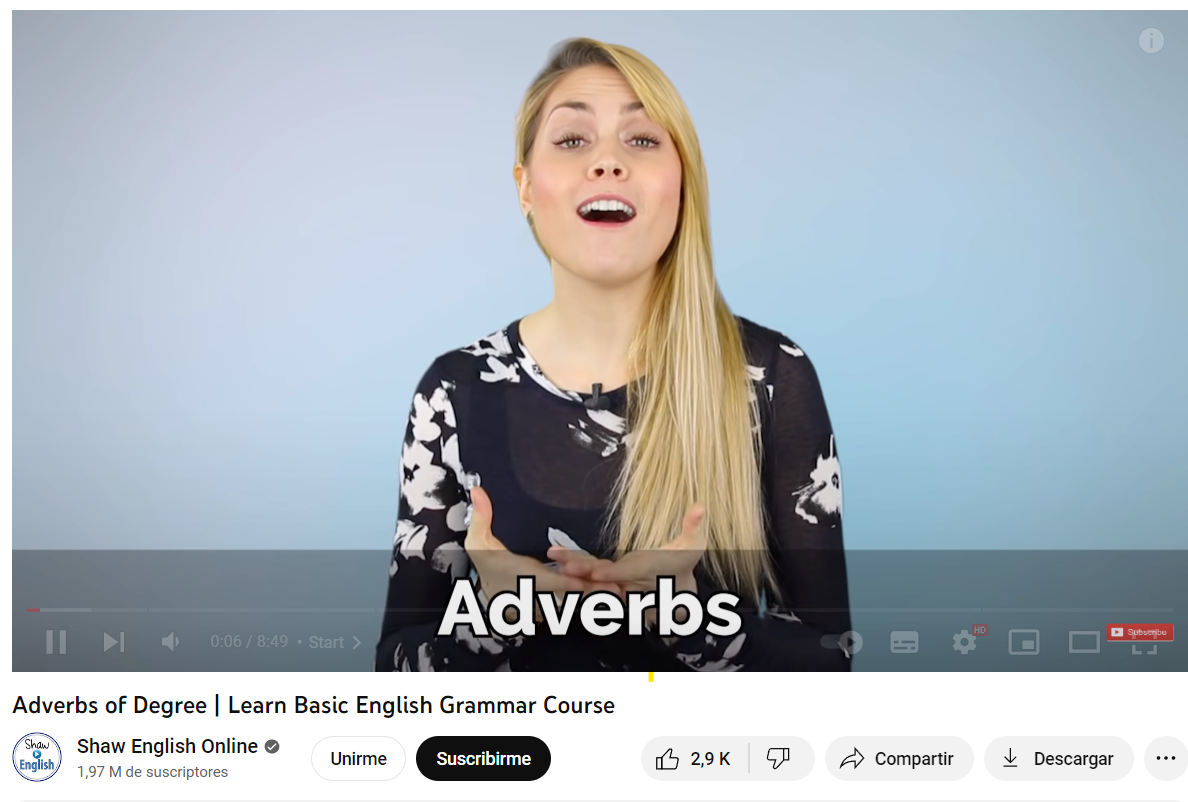 Adverbs
0:06 / 8:49 • Start
HD
Subscribe
Adverbs of Degree | Learn Basic English Grammar Course
Shaw
English
Shaw English Online
1,97 M de suscriptores
Unirme
Suscribirme
2,9 K
Compartir
Descargar